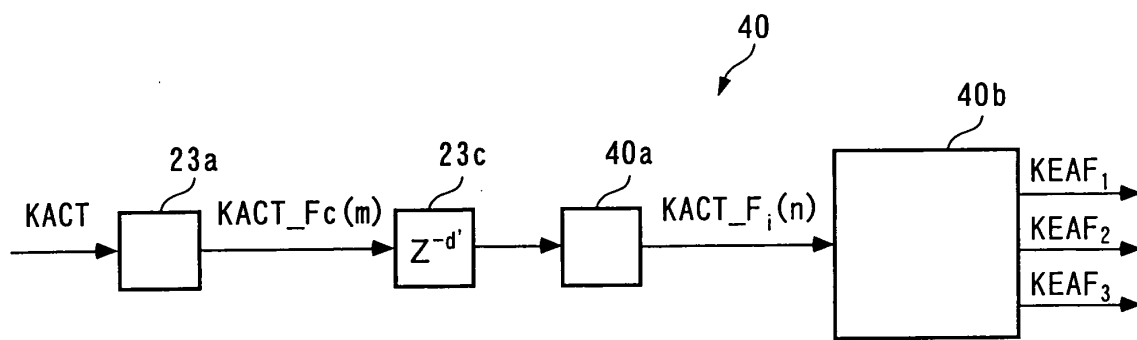 40
40b
23a
23c
40a
KEAF₁
KACT
KACT_Fc(m)
KACT_Fᵢ(n)
Z⁻ᵈ'
KEAF₂
KEAF₃